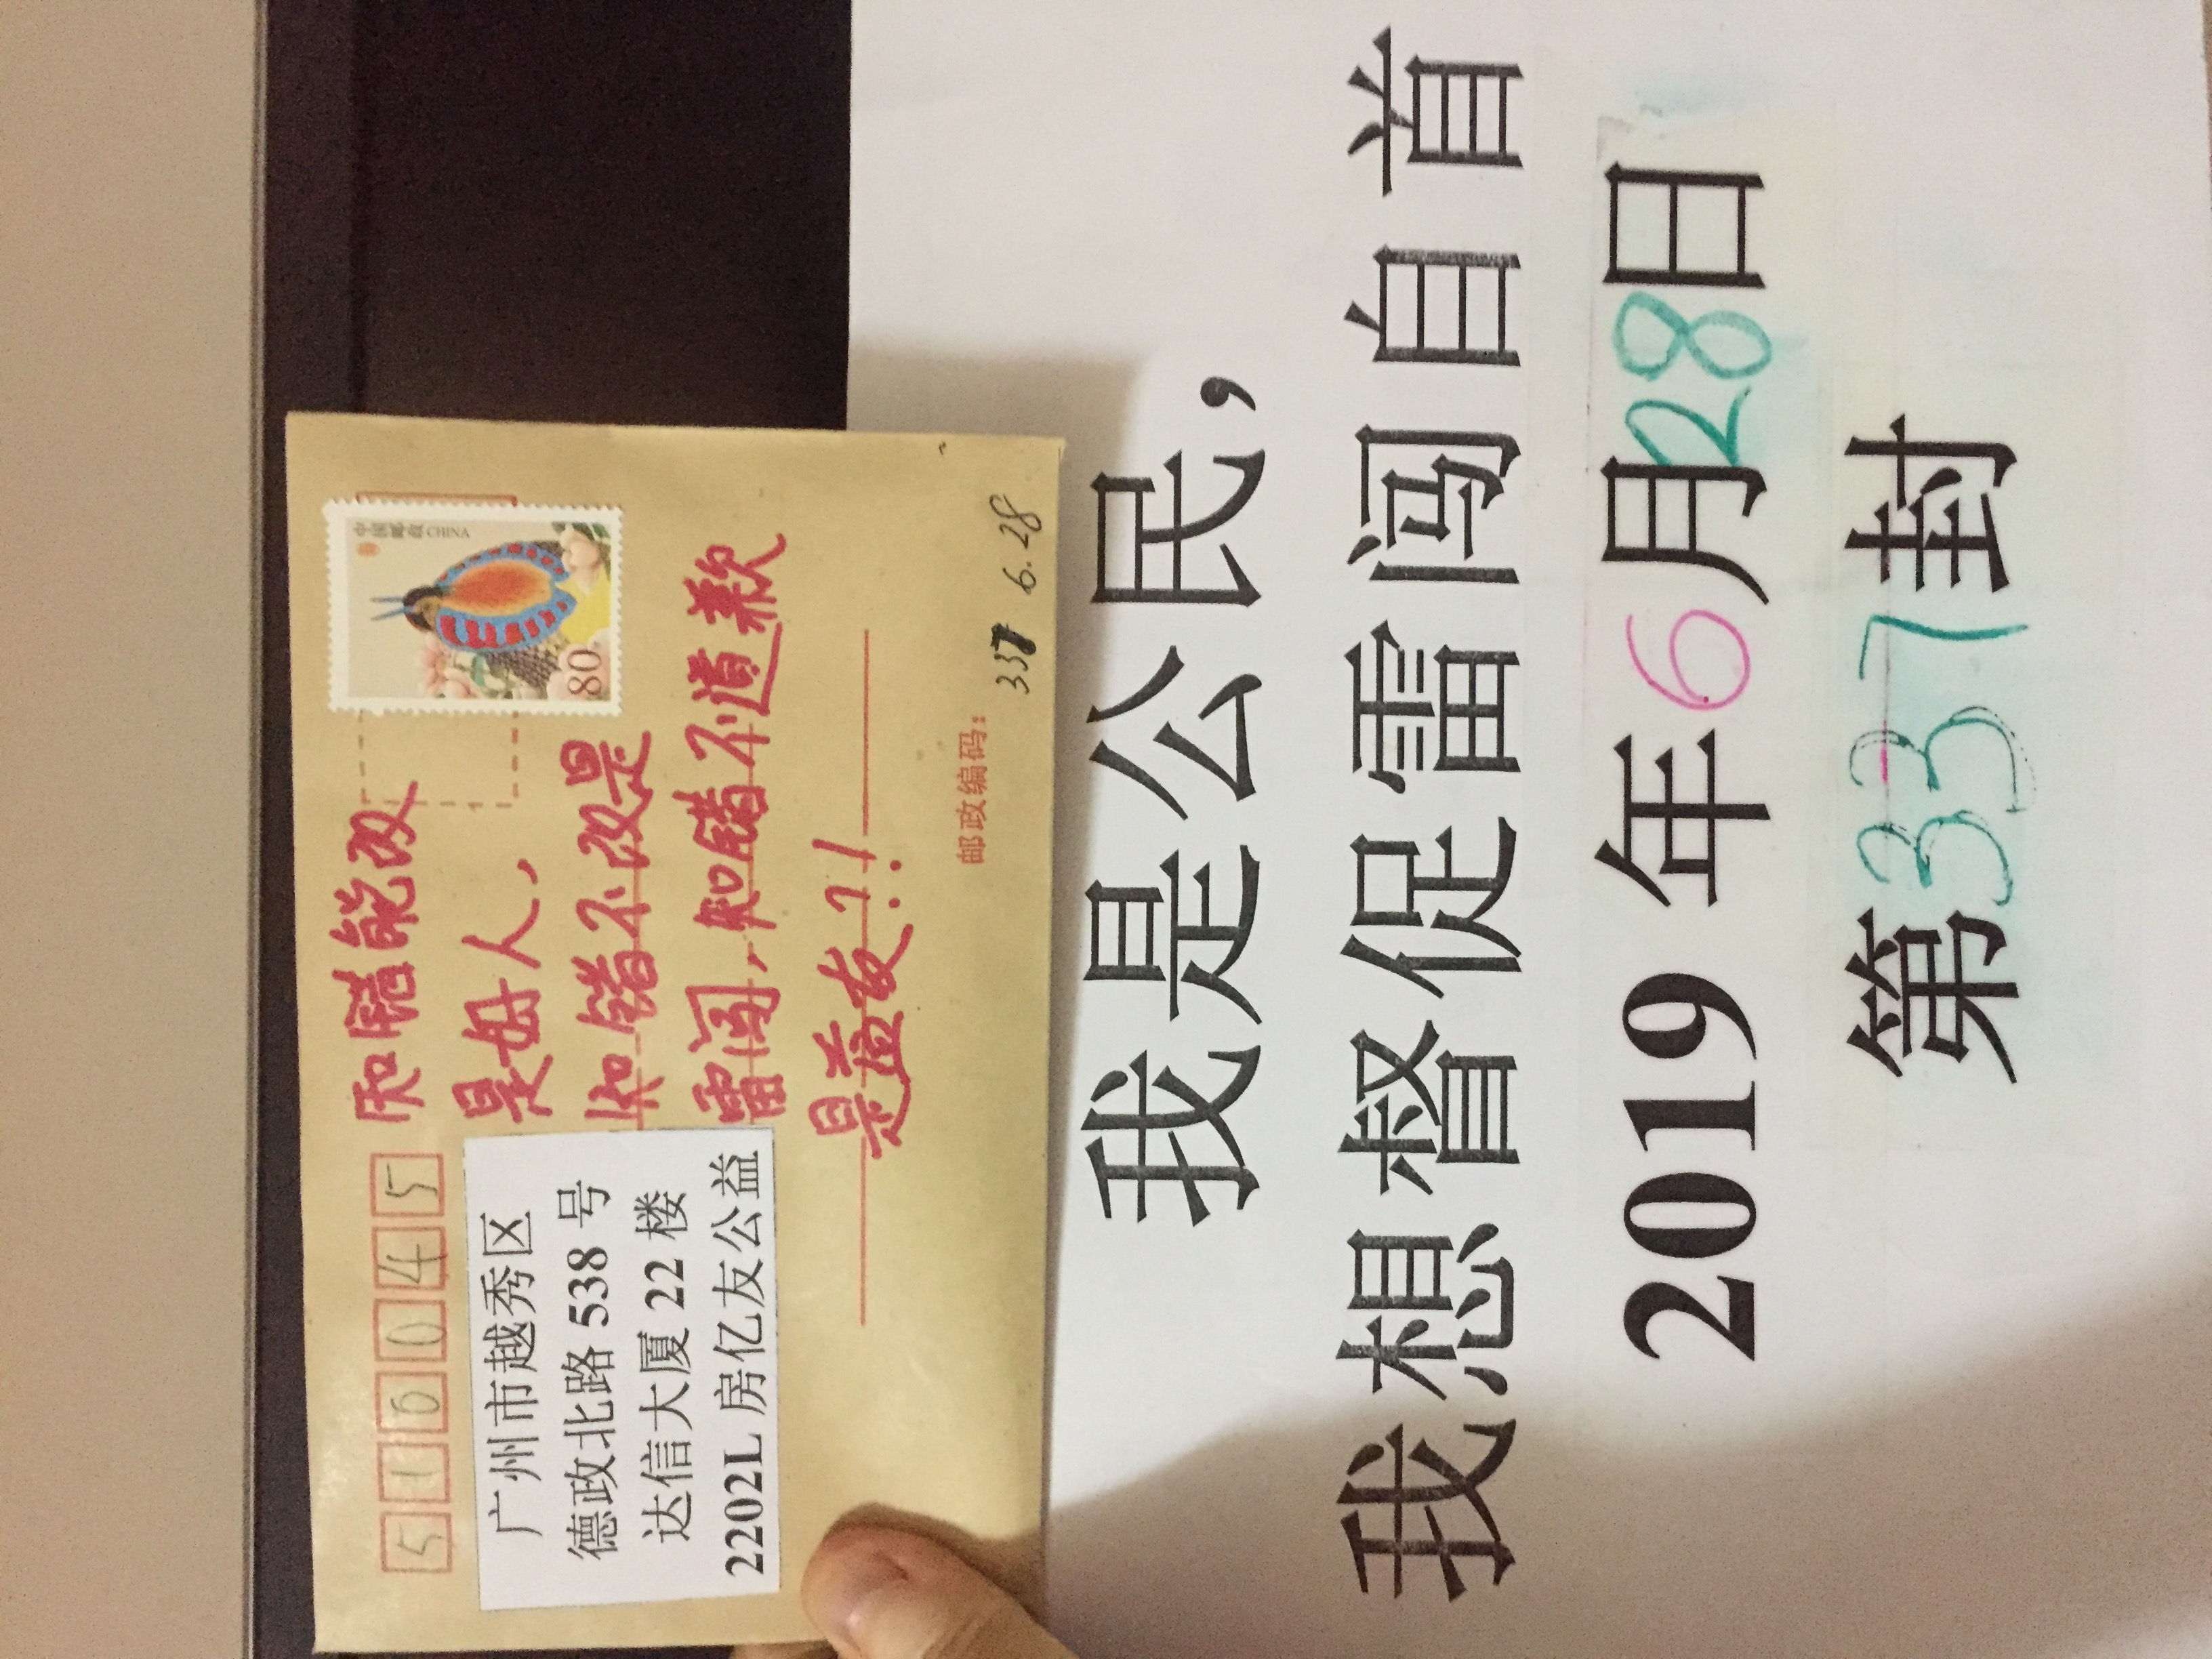 510045
广州市越秀区
德政北路 538 号
达信大厦 22 楼
2202L 房亿友公益
知错能改
是好人，
知错不改是
雷闯，知错不道歉
是益友？！
中国邮政 CHINA
80
邮政编码：
337 6.28
我是公民，
我想督促雷闯自首
2019 年6月28日
第337封